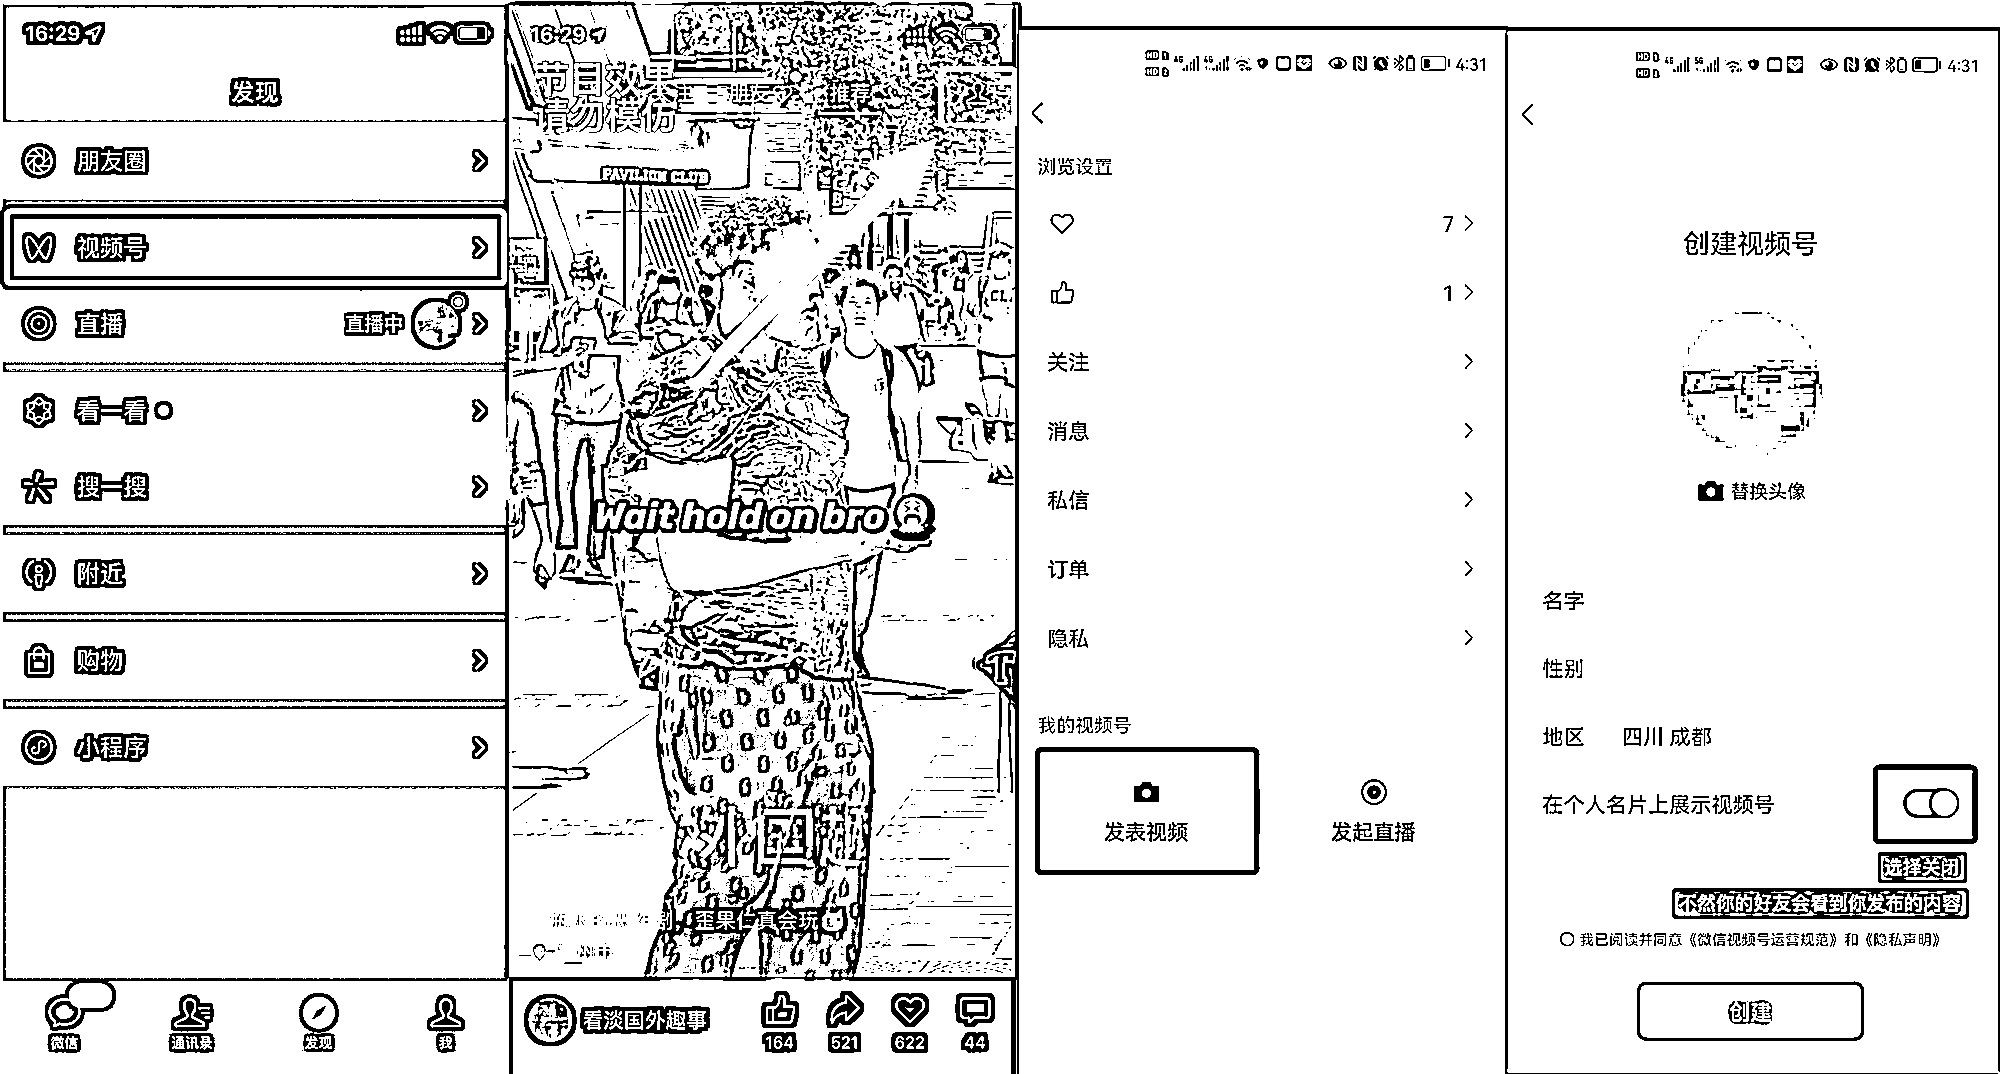 16:29
发现
朋友圈
视频号
直播
直播中
看一看
搜一搜
附近
购物
小程序
微信
通讯录
发现
我
16:29
节目效果
请勿模仿
朋友
推荐
PAVILION CLUB
Wait hold on bro
小回村
歪果仁真会玩
看淡国外趣事
164
521
622
44
4:31
浏览设置
7
1
关注
消息
私信
订单
隐私
我的视频号
发表视频
发起直播
4:31
创建视频号
替换头像
名字
性别
地区 四川 成都
在个人名片上展示视频号
选择关闭
不然你的好友会看到你发布的内容
我已阅读并同意《微信视频号运营规范》和《隐私声明》
创建